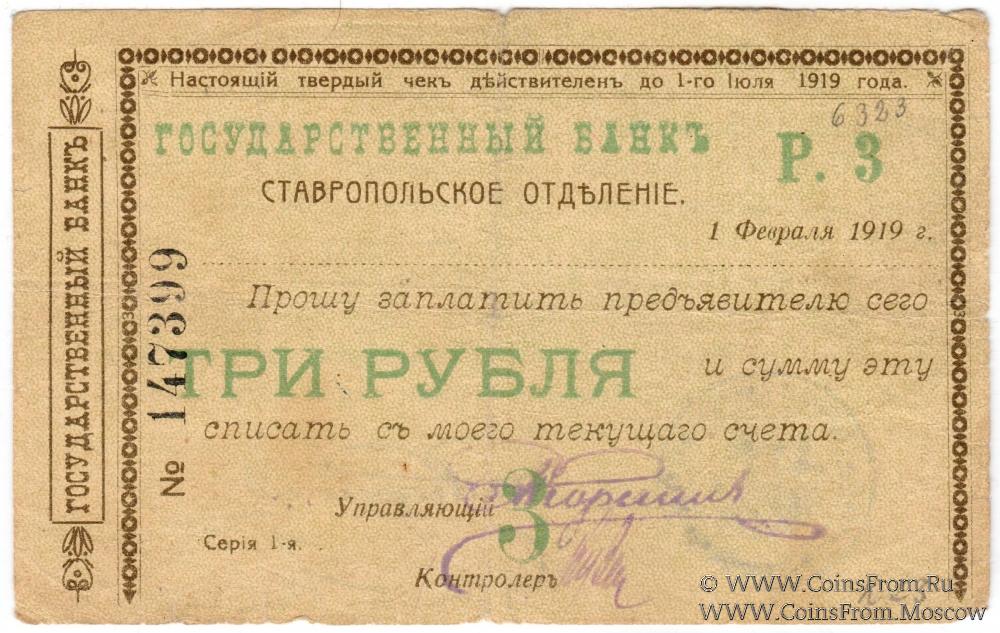 Настоящій твердый чекъ дѣйствителенъ до 1-го Іюля 1919 года.
6323
ГОСУДАРСТВЕННЫЙ БАНКЪ
Р. 3
СТАВРОПОЛЬСКОЕ ОТДѢЛЕНІЕ.
1 Февраля 1919 г.
Прошу заплатить предъявителю сего
ТРИ РУБЛЯ и сумму эту
списать съ моего текущаго счета.
Управляющій
3
Серія 1-я.
Контролеръ
№ 147399
ГОСУДАРСТВЕННЫЙ БАНКЪ
© WWW.CoinsFrom.Ru
WWW.CoinsFrom.Moscow